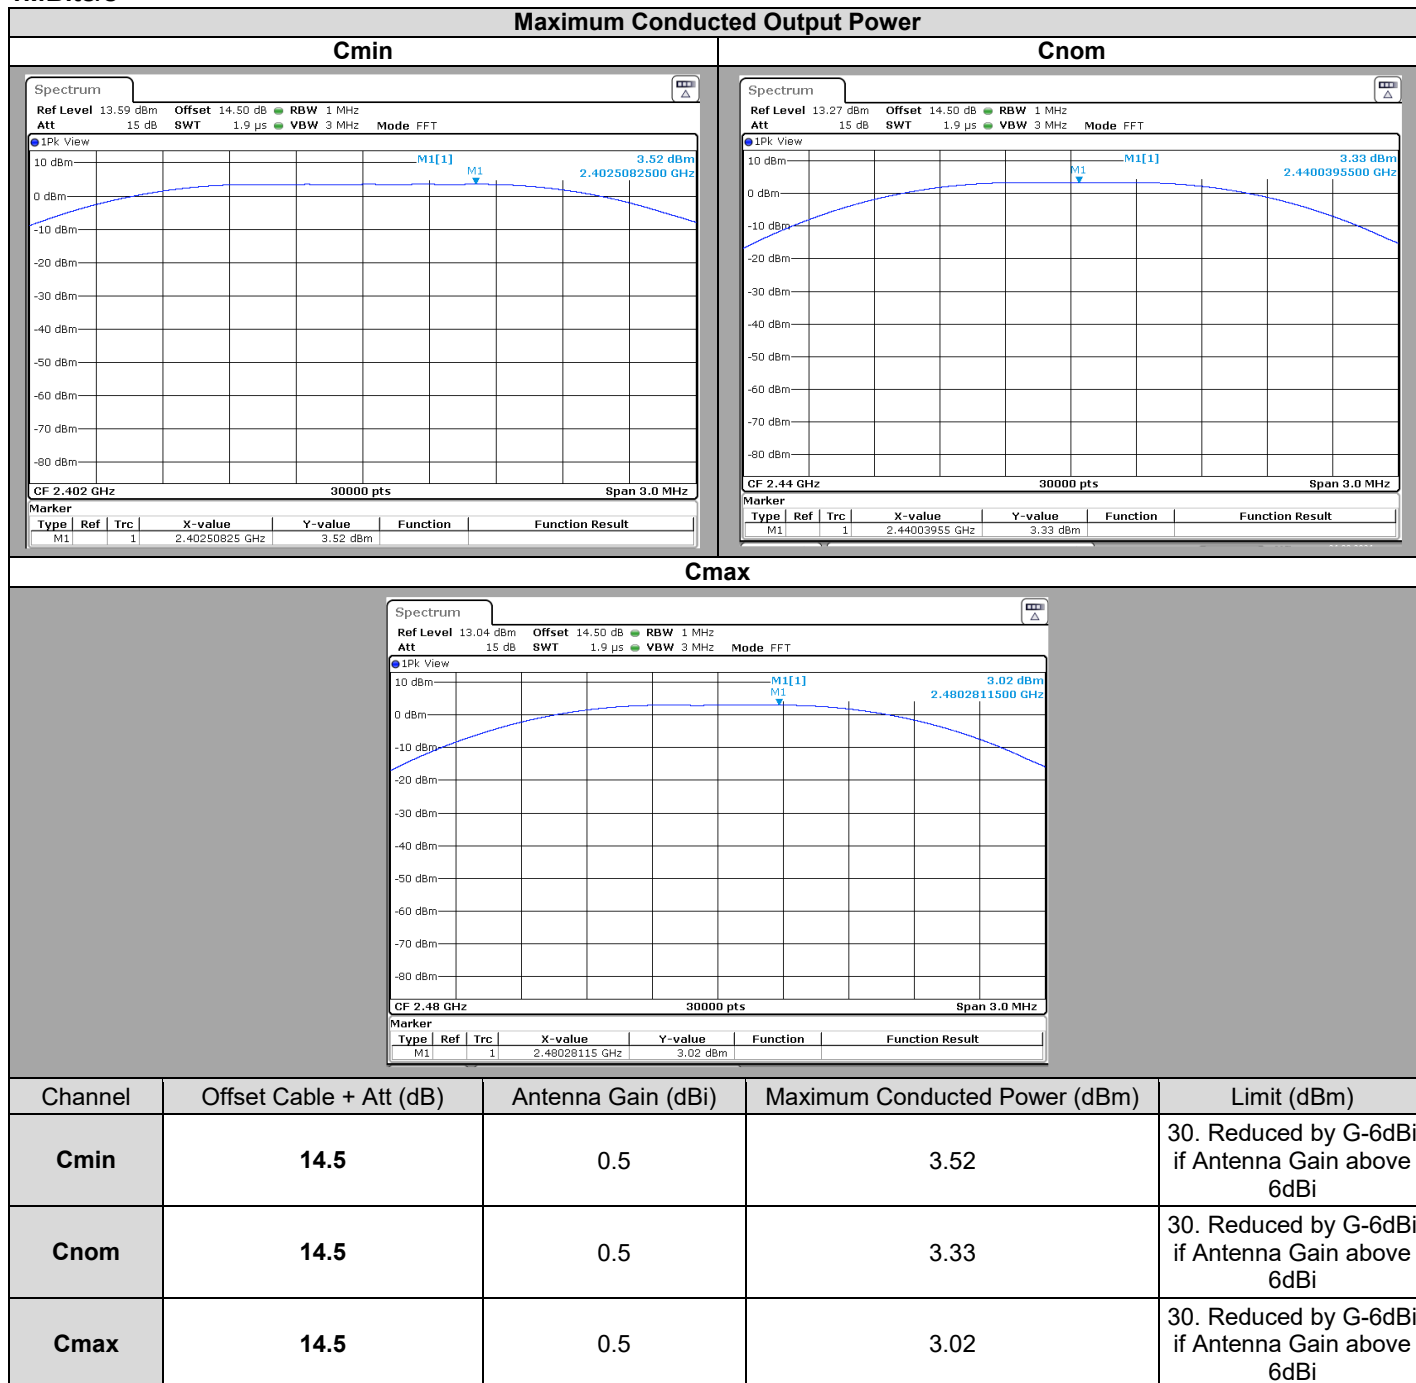 Maximum Conducted Output Power
Cmin
Cnom
Spectrum
Ref Level 13.59 dBm Offset 14.50 dB RBW 1 MHz
Att 15 dB SWT 1.9 µs VBW 3 MHz Mode FFT
1Pk View
M1[1] 3.52 dBm
2.4025082500 GHz
M1
10 dBm
0 dBm
-10 dBm
-20 dBm
-30 dBm
-40 dBm
-50 dBm
-60 dBm
-70 dBm
-80 dBm
CF 2.402 GHz 30000 pts Span 3.0 MHz
Marker
Type Ref Trc X-value Y-value Function Function Result
M1 1 2.40250825 GHz 3.52 dBm
Spectrum
Ref Level 13.27 dBm Offset 14.50 dB RBW 1 MHz
Att 15 dB SWT 1.9 µs VBW 3 MHz Mode FFT
1Pk View
M1[1] 3.33 dBm
2.4400395500 GHz
M1
10 dBm
0 dBm
-10 dBm
-20 dBm
-30 dBm
-40 dBm
-50 dBm
-60 dBm
-70 dBm
-80 dBm
CF 2.44 GHz 30000 pts Span 3.0 MHz
Marker
Type Ref Trc X-value Y-value Function Function Result
M1 1 2.44003955 GHz 3.33 dBm
Cmax
Spectrum
Ref Level 13.04 dBm Offset 14.50 dB RBW 1 MHz
Att 15 dB SWT 1.9 µs VBW 3 MHz Mode FFT
1Pk View
M1[1] 3.02 dBm
2.4802811500 GHz
M1
10 dBm
0 dBm
-10 dBm
-20 dBm
-30 dBm
-40 dBm
-50 dBm
-60 dBm
-70 dBm
-80 dBm
CF 2.48 GHz 30000 pts Span 3.0 MHz
Marker
Type Ref Trc X-value Y-value Function Function Result
M1 1 2.48028115 GHz 3.02 dBm
Channel Offset Cable + Att (dB) Antenna Gain (dBi) Maximum Conducted Power (dBm) Limit (dBm)
Cmin 14.5 0.5 3.52 30. Reduced by G-6dBi
if Antenna Gain above
6dBi
Cnom 14.5 0.5 3.33 30. Reduced by G-6dBi
if Antenna Gain above
6dBi
Cmax 14.5 0.5 3.02 30. Reduced by G-6dBi
if Antenna Gain above
6dBi